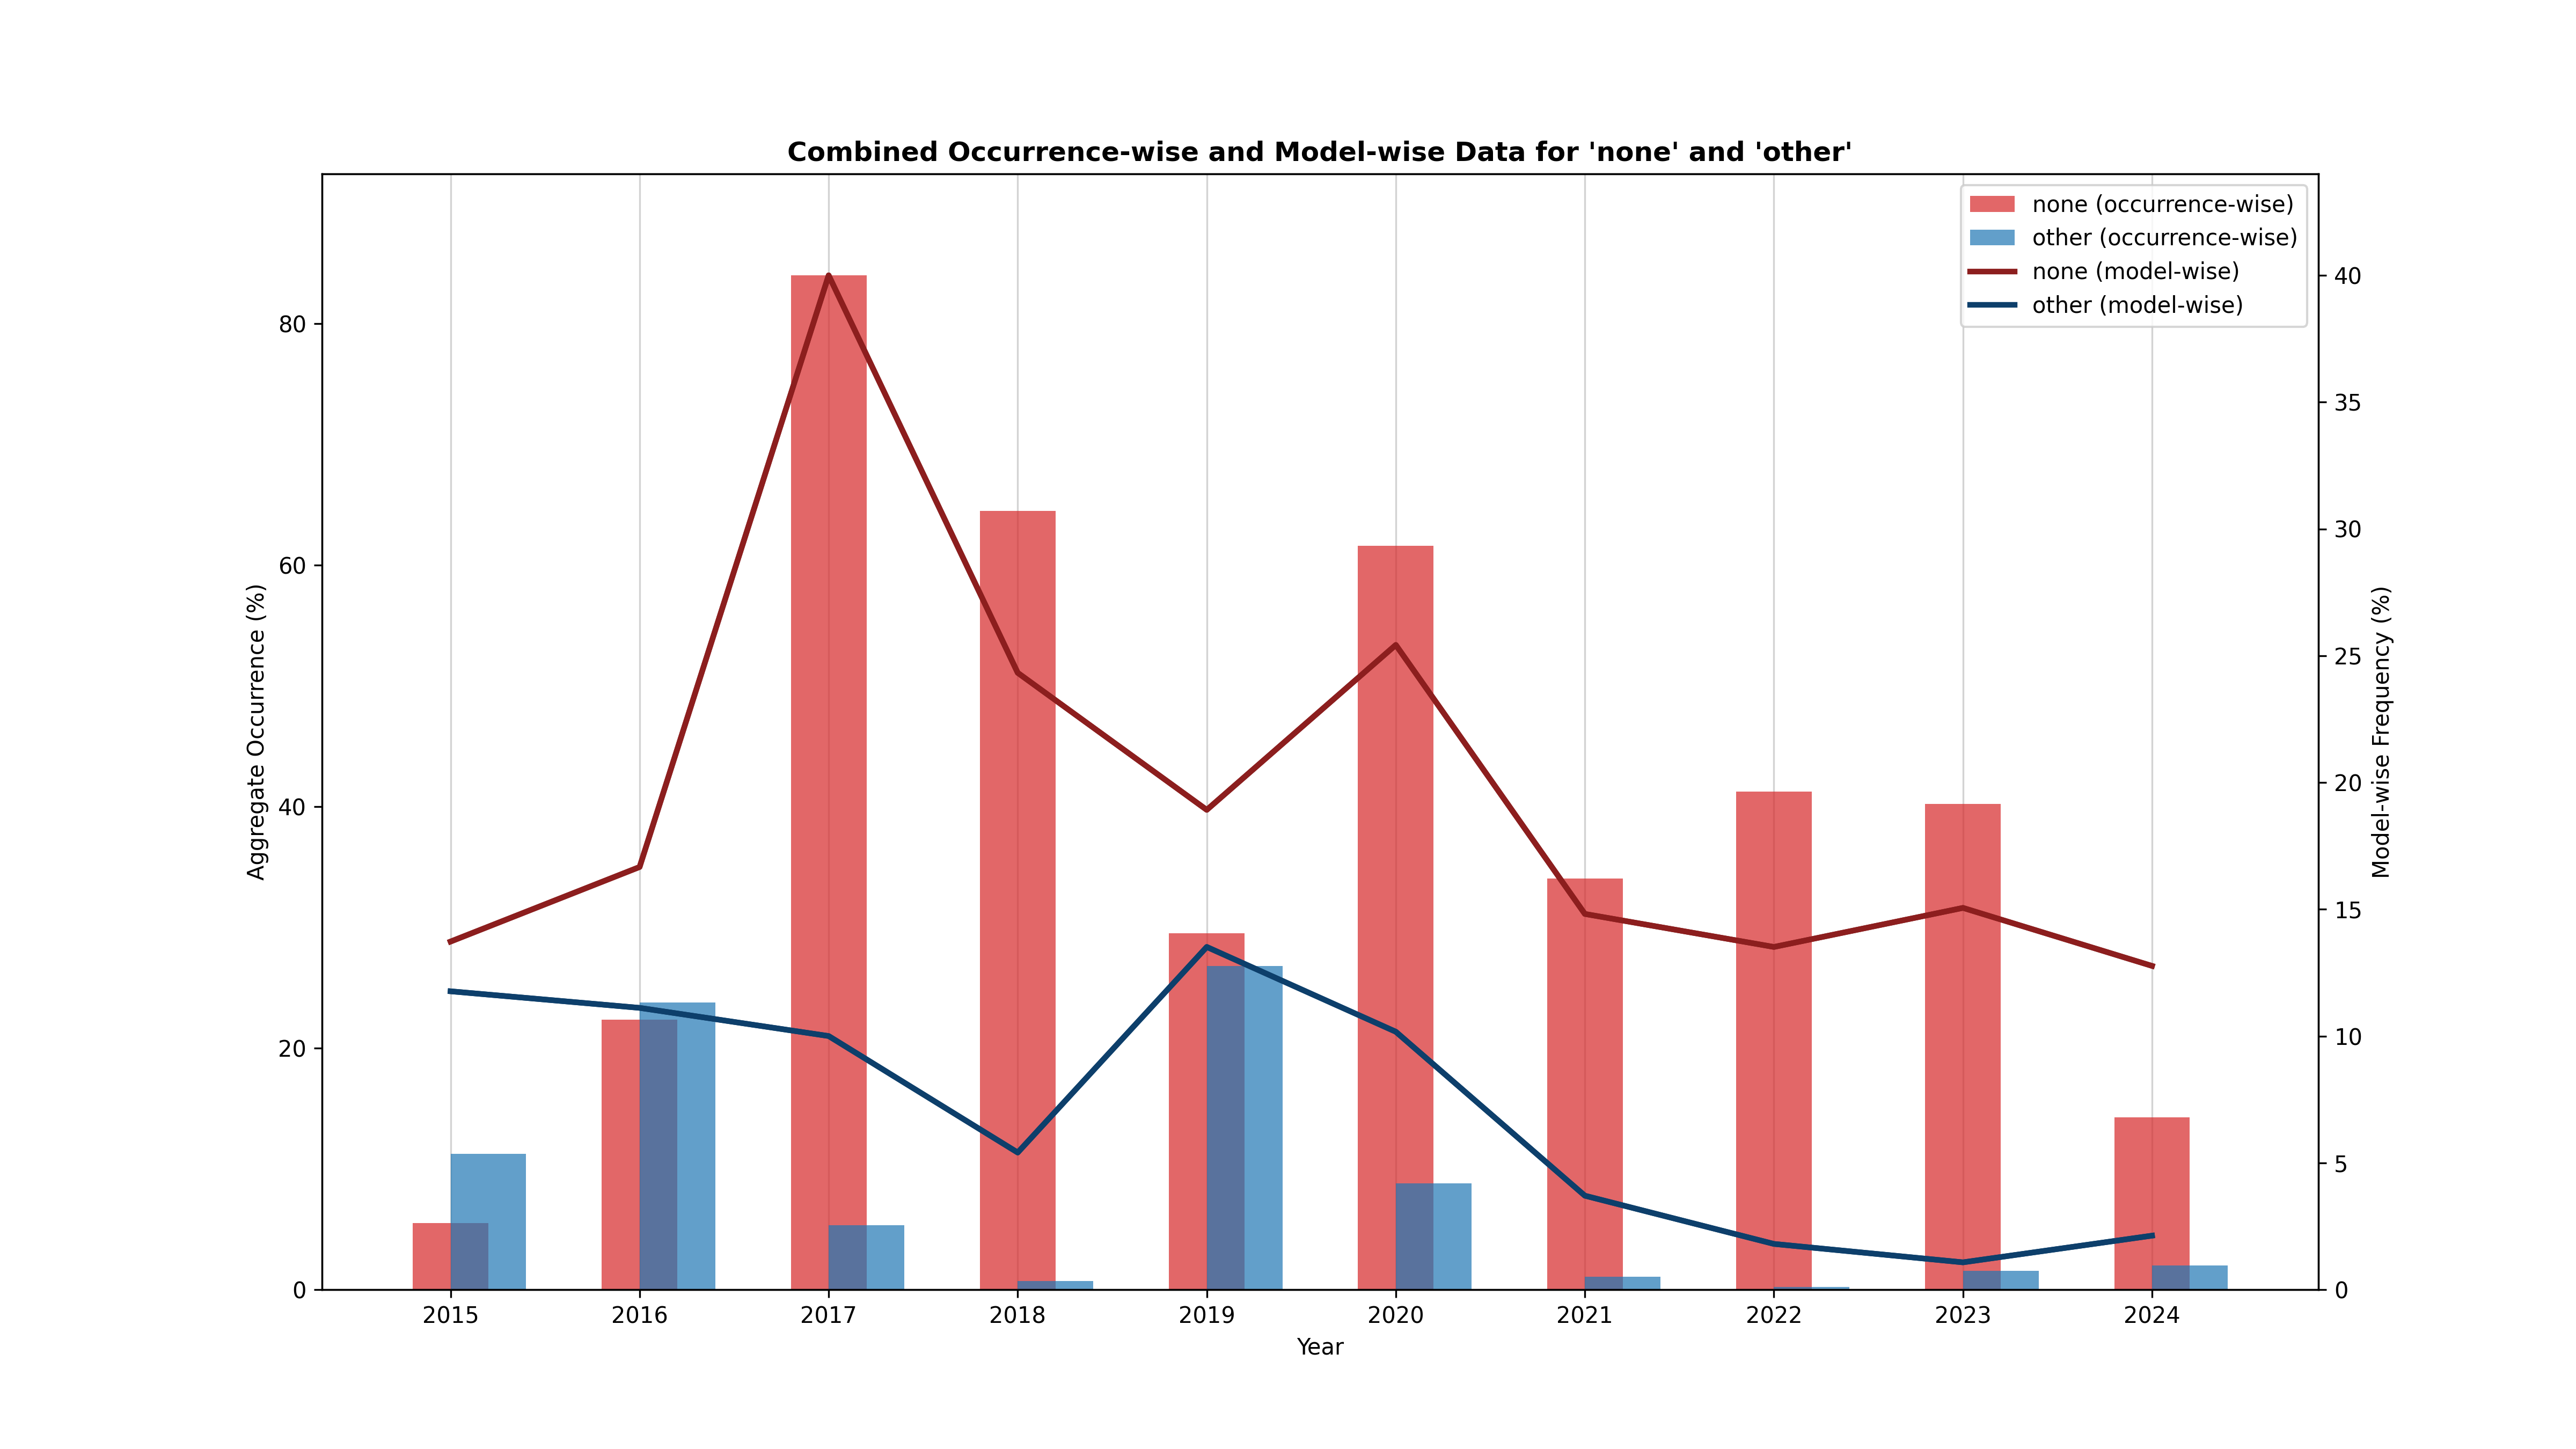 Combined Occurrence-wise and Model-wise Data for 'none' and 'other'
none (occurrence-wise)
other (occurrence-wise)
none (model-wise)
other (model-wise)
Aggregate Occurrence (%)
80
60
40
20
0
Model-wise Frequency (%)
40
35
30
25
20
15
10
5
0
2015 2016 2017 2018 2019 2020 2021 2022 2023 2024
Year